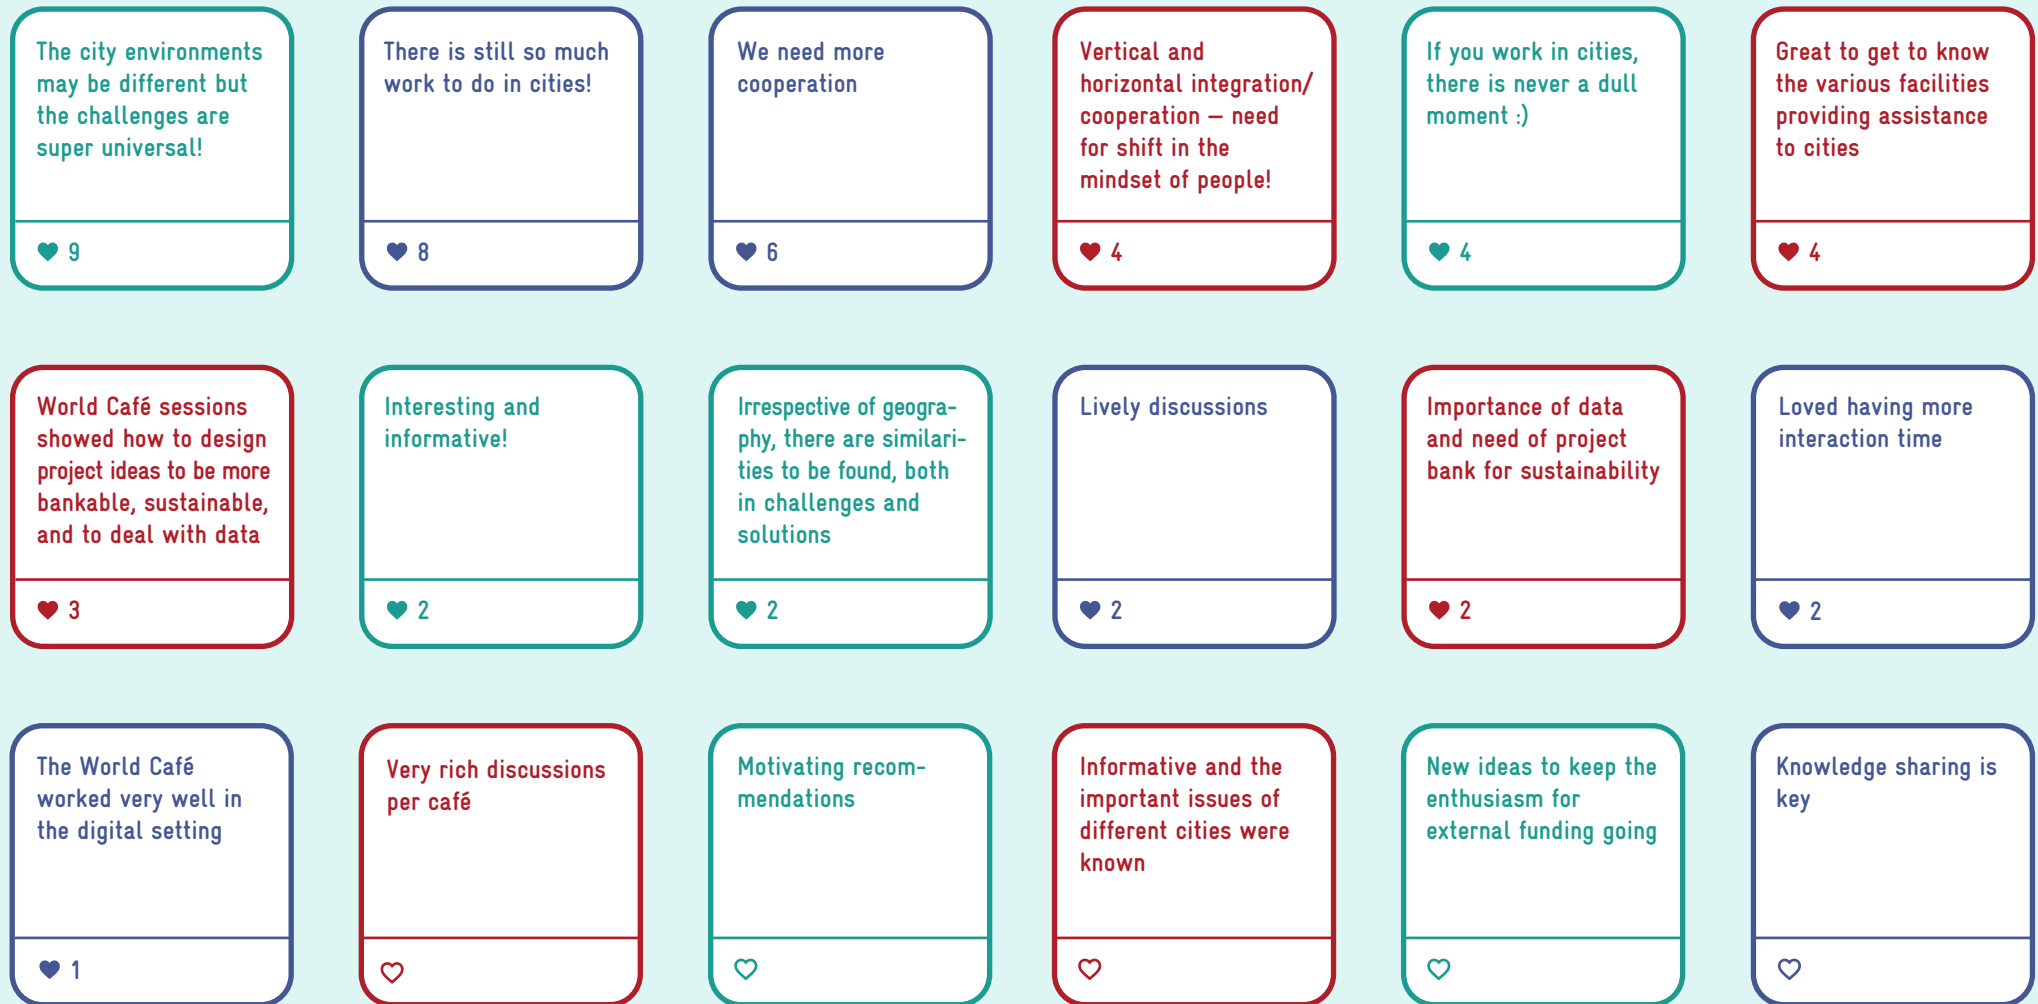 The city environments
may be different but
the challenges are
super universal!
9
There is still so much
work to do in cities!
8
We need more
cooperation
6
Vertical and
horizontal integration/
cooperation – need
for shift in the
mindset of people!
4
If you work in cities,
there is never a dull
moment :)
4
Great to get to know
the various facilities
providing assistance
to cities
4
World Café sessions
showed how to design
project ideas to be more
bankable, sustainable,
and to deal with data
3
Interesting and
informative!
2
Irrespective of geogra-
phy, there are similari-
ties to be found, both
in challenges and
solutions
2
Lively discussions
2
Importance of data
and need of project
bank for sustainability
2
Loved having more
interaction time
2
The World Café
worked very well in
the digital setting
1
Very rich discussions
per café
Motivating recom-
mendations
Informative and the
important issues of
different cities were
known
New ideas to keep the
enthusiasm for
external funding going
Knowledge sharing is
key